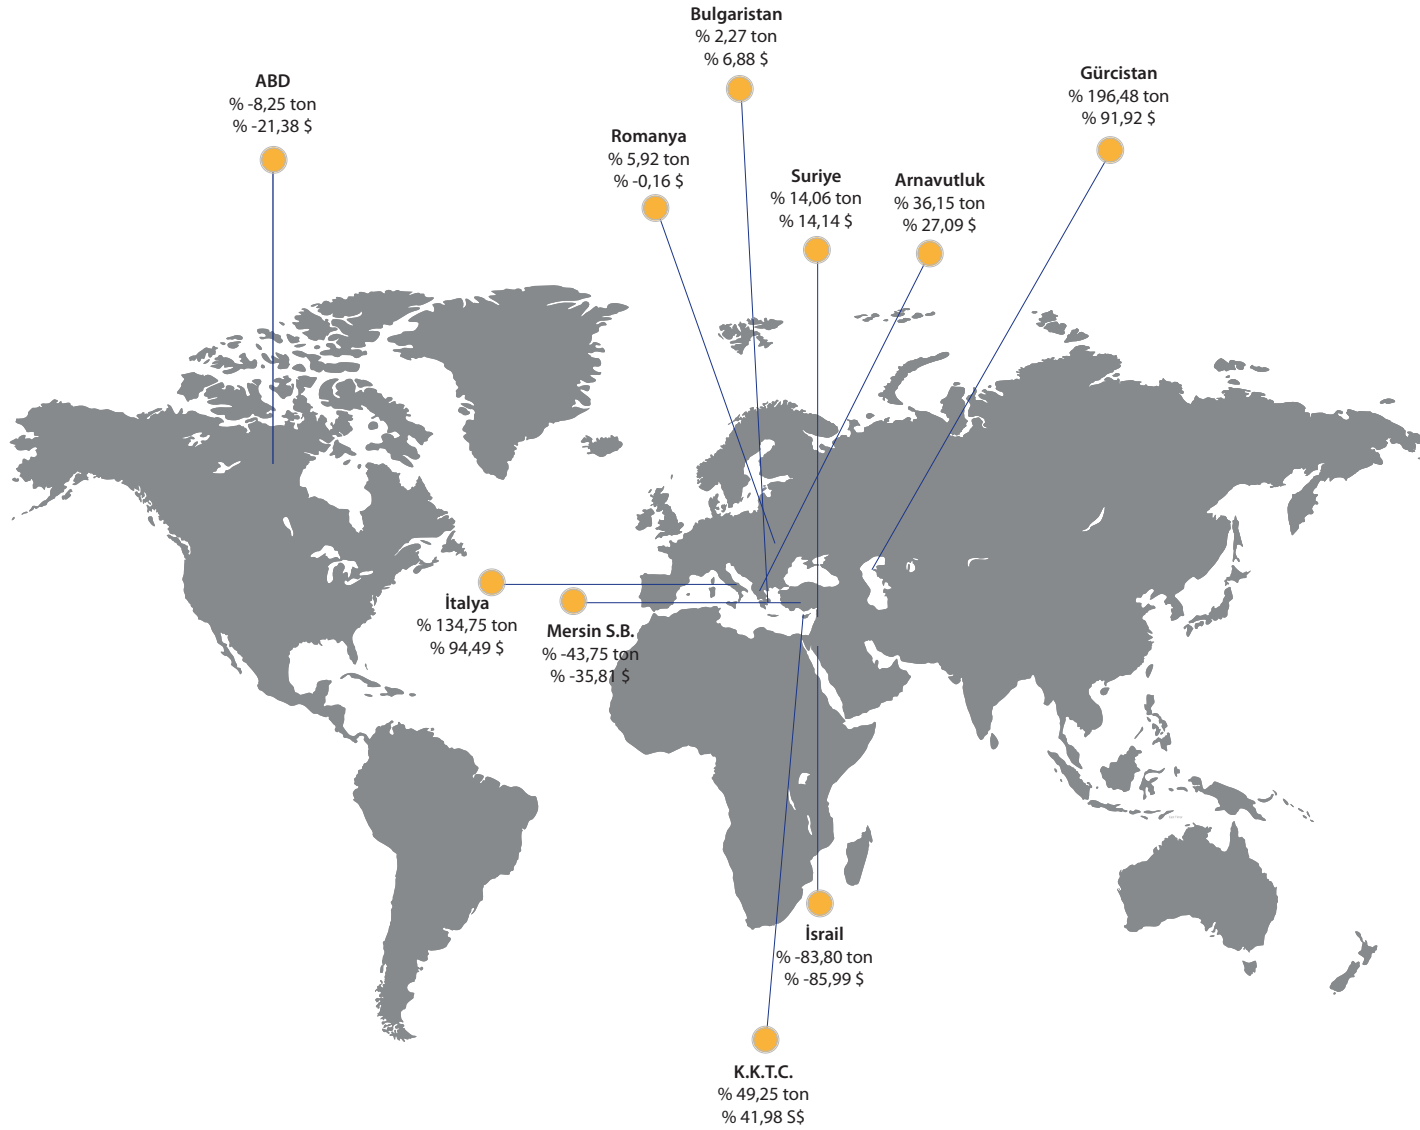 Bulgaristan
% 2,27 ton
% 6,88 $
ABD
% -8,25 ton
% -21,38 $
Gürcistan
% 196,48 ton
% 91,92 $
Romanya
% 5,92 ton
% -0,16 $
Suriye
% 14,06 ton
% 14,14 $
Arnavutluk
% 36,15 ton
% 27,09 $
İtalya
% 134,75 ton
% 94,49 $
Mersin S.B.
% -43,75 ton
% -35,81 $
İsrail
% -83,80 ton
% -85,99 $
K.K.T.C.
% 49,25 ton
% 41,98 S$